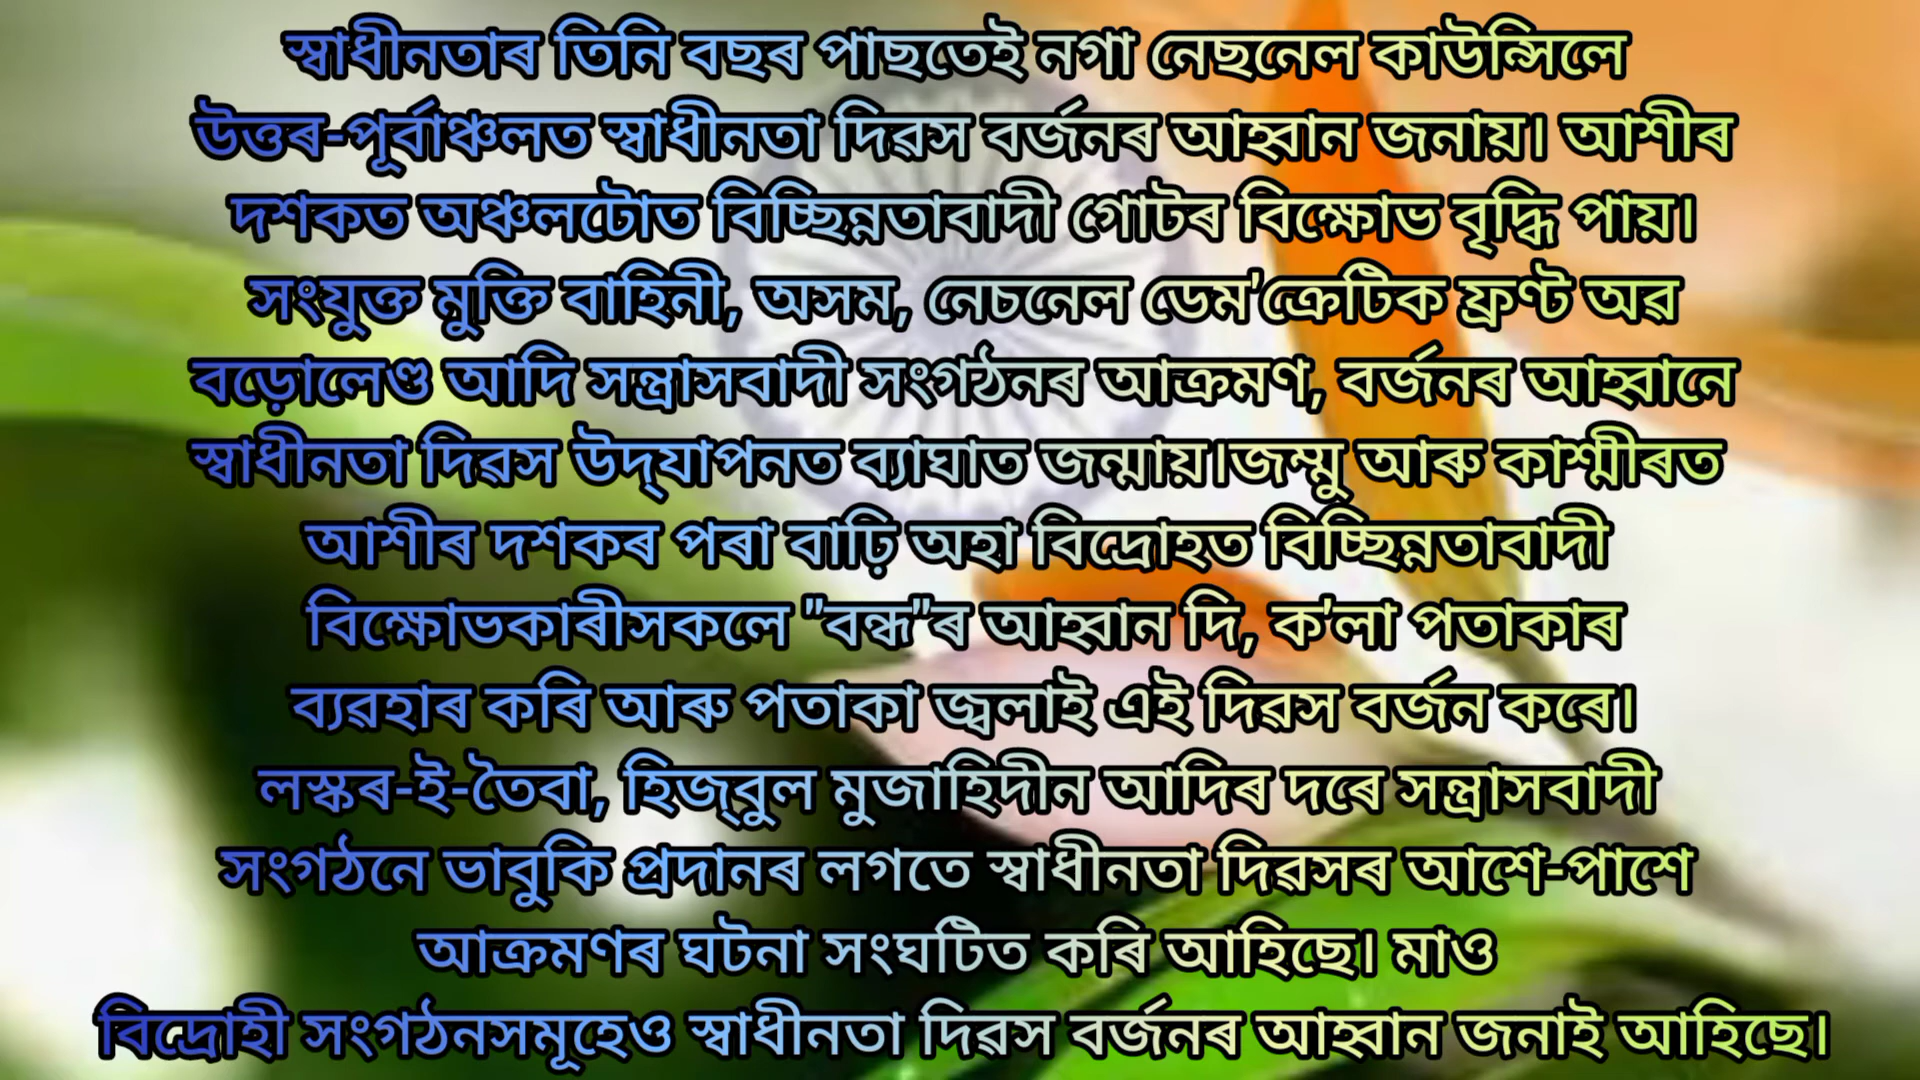 স্বাধীনতাৰ তিনি বছৰ পাছতেই নগা নেছনেল কাউন্সিলে
উত্তৰ-পূৰ্বাঞ্চলত স্বাধীনতা দিৱস বৰ্জনৰ আহ্বান জনায়। আশীৰ
দশকত অঞ্চলটোত বিচ্ছিন্নতাবাদী গোটৰ বিক্ষোভ বৃদ্ধি পায়।
সংযুক্ত মুক্তি বাহিনী, অসম, নেচনেল ডেম'ক্ৰেটিক ফ্ৰণ্ট অৱ
বড়োলেণ্ড আদি সন্ত্ৰাসবাদী সংগঠনৰ আক্ৰমণ, বৰ্জনৰ আহ্বানে
স্বাধীনতা দিৱস উদ্‌যাপনত ব্যাঘাত জন্মায়।জম্মু আৰু কাশ্মীৰত
আশীৰ দশকৰ পৰা বাঢ়ি অহা বিদ্ৰোহত বিচ্ছিন্নতাবাদী
বিক্ষোভকাৰীসকলে "বন্ধ"ৰ আহ্বান দি, ক'লা পতাকাৰ
ব্যৱহাৰ কৰি আৰু পতাকা জ্বলাই এই দিৱস বৰ্জন কৰে।
লস্কৰ-ই-তৈবা, হিজ্‌বুল মুজাহিদীন আদিৰ দৰে সন্ত্ৰাসবাদী
সংগঠনে ভাবুকি প্ৰদানৰ লগতে স্বাধীনতা দিৱসৰ আশে-পাশে
আক্ৰমণৰ ঘটনা সংঘটিত কৰি আহিছে। মাও
বিদ্ৰোহী সংগঠনসমূহেও স্বাধীনতা দিৱস বৰ্জনৰ আহ্বান জনাই আহিছে।